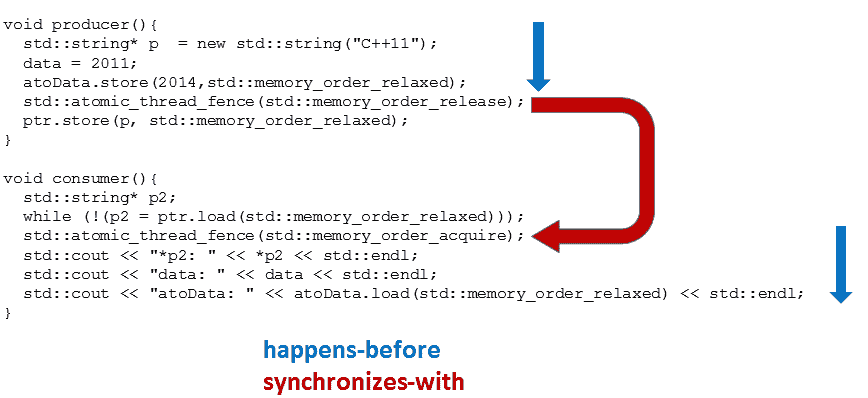 void producer(){
  std::string* p  = new std::string("C++11");
  data = 2011;
  atoData.store(2014,std::memory_order_relaxed);
  std::atomic_thread_fence(std::memory_order_release);
  ptr.store(p, std::memory_order_relaxed);
}

void consumer(){
  std::string* p2;
  while (!(p2 = ptr.load(std::memory_order_relaxed)));
  std::atomic_thread_fence(std::memory_order_acquire);
  std::cout << "*p2: " << *p2 << std::endl;
  std::cout << "data: " << data << std::endl;
  std::cout << "atoData: " << atoData.load(std::memory_order_relaxed) << std::endl;
}
happens-before
synchronizes-with